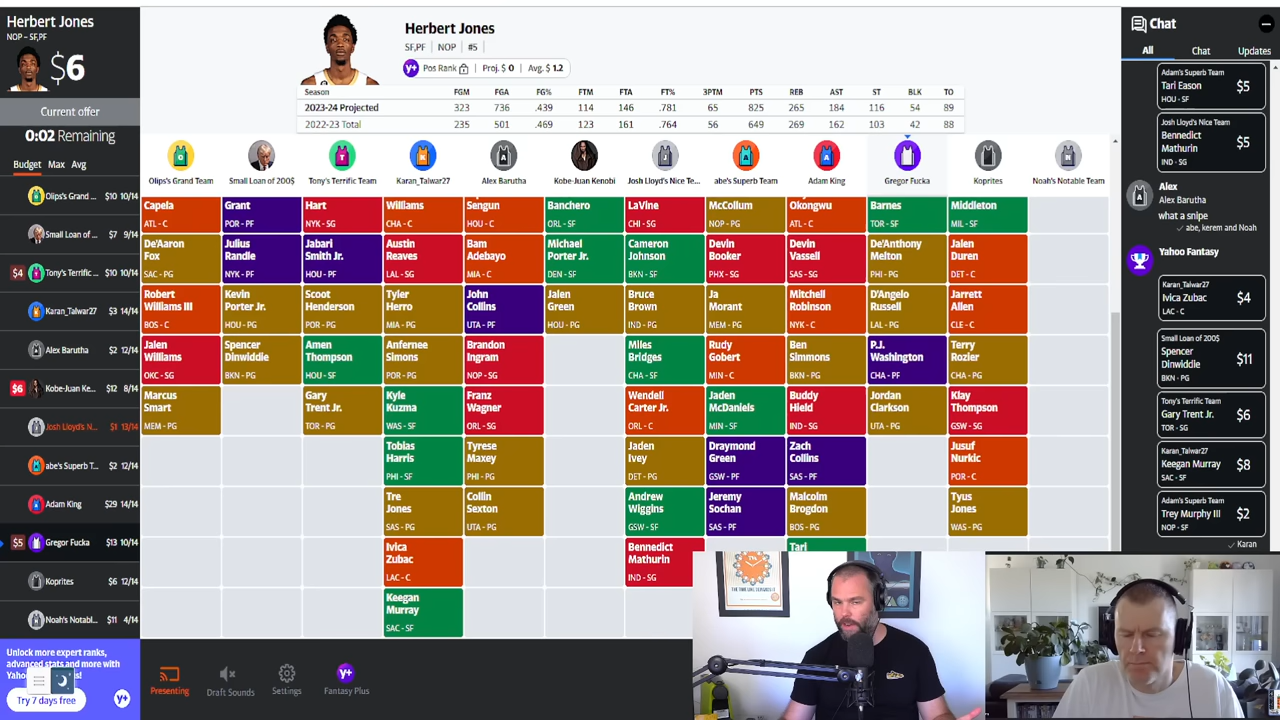 Herbert Jones
NOP – SF,PF
$6
Current offer
0:02 Remaining
Budget Max Avg
Olips's Grand ... $10 10/14
Small Loan of ... $7 9/14
$4 Tony's Terrific ... $10 10/14
Karan_Talwar27 $3 14/14
Alex Barutha $2 12/14
$6 Kobe-Juan Ke... $12 8/14
Josh Lloyd's N... $1 13/14
abe's Superb T... $2 12/14
Adam King $29 14/14
$5 Gregor Fucka $13 10/14
Koprites $6 12/14
Noah's Notabl... $11 4/14
Unlock more expert ranks,
advanced stats and more with
Try 7 days free
y+
Herbert Jones
SF,PF NOP #5
y+ Pos Rank Proj. $ 0 Avg. $ 1.2
Season FGM FGA FG% FTM FTA FT% 3PTM PTS REB AST ST BLK TO
2023-24 Projected 323 736 .439 114 146 .781 65 825 265 184 116 54 89
2022-23 Total 235 501 .469 123 161 .764 56 649 269 162 103 42 88
Olips's Grand Team Small Loan of 200$ Tony's Terrific Team Karan_Talwar27 Alex Barutha Kobe-Juan Kenobi Josh Lloyd's Nice Te... abe's Superb Team Adam King Gregor Fucka Koprites Noah's Notable Team
Capela Grant Hart Williams Sengun Banchero LaVine McCollum Okongwu Barnes Middleton
ATL - C POR - PF NYK - SG CHA - C HOU - C ORL - SF CHI - SG NOP - PG ATL - C TOR - SF MIL - SF
De'Aaron Julius Jabari Austin Bam Michael Cameron Devin Devin De'Anthony Jalen
Fox Randle Smith Jr. Reaves Adebayo Porter Jr. Johnson Booker Vassell Melton Duren
SAC - PG NYK - PF HOU - PF LAL - SG MIA - C DEN - SF BKN - SF PHX - SG SAS - SG PHI - PG DET - C
Robert Kevin Scoot Tyler John Jalen Bruce Ja Mitchell D'Angelo Jarrett
Williams III Porter Jr. Henderson Herro Collins Green Brown Morant Robinson Russell Allen
BOS - C HOU - PG POR - PG MIA - PG UTA - PF HOU - PG IND - PG MEM - PG NYK - C LAL - PG CLE - C
Jalen Spencer Amen Anfernee Brandon Miles Rudy Ben P.J. Terry
Williams Dinwiddie Thompson Simons Ingram Bridges Gobert Simmons Washington Rozier
OKC - SG BKN - PG HOU - SF POR - PG NOP - SG CHA - SF MIN - C BKN - PG CHA - PF CHA - PG
Marcus Gary Kyle Franz Wendell Jaden Buddy Jordan Klay
Smart Trent Jr. Kuzma Wagner Carter Jr. McDaniels Hield Clarkson Thompson
MEM - PG TOR - PG WAS - SF ORL - SG ORL - C MIN - SF IND - SG UTA - PG GSW - SG
Tobias Tyrese Jaden Draymond Zach Jusuf
Harris Maxey Ivey Green Collins Nurkic
PHI - SF PHI - PG DET - PG GSW - PF SAS - PF POR - C
Tre Collin Andrew Jeremy Malcolm Tyus
Jones Sexton Wiggins Sochan Brogdon Jones
SAS - PG UTA - PG GSW - SF SAS - PF BOS - PG WAS - PG
Ivica Bennedict Tari
Zubac Mathurin
LAC - C IND - SG
Keegan
Murray
SAC - SF
Presenting Draft Sounds Settings Fantasy Plus
Chat
All Chat Updates
Adam's Superb Team
Tari Eason $5
HOU - SF
Josh Lloyd's Nice Team
Bennedict
Mathurin $5
IND - SG
Alex
Alex Barutha
what a snipe
abe, kerem and Noah
Yahoo Fantasy
Karan_Talwar27
Ivica Zubac $4
LAC - C
Small Loan of 200$
Spencer
Dinwiddie $11
BKN - PG
Tony's Terrific Team
Gary Trent Jr. $6
TOR - SG
Karan_Talwar27
Keegan Murray $8
SAC - SF
Adam's Superb Team
Trey Murphy III $2
NOP - SF
Karan